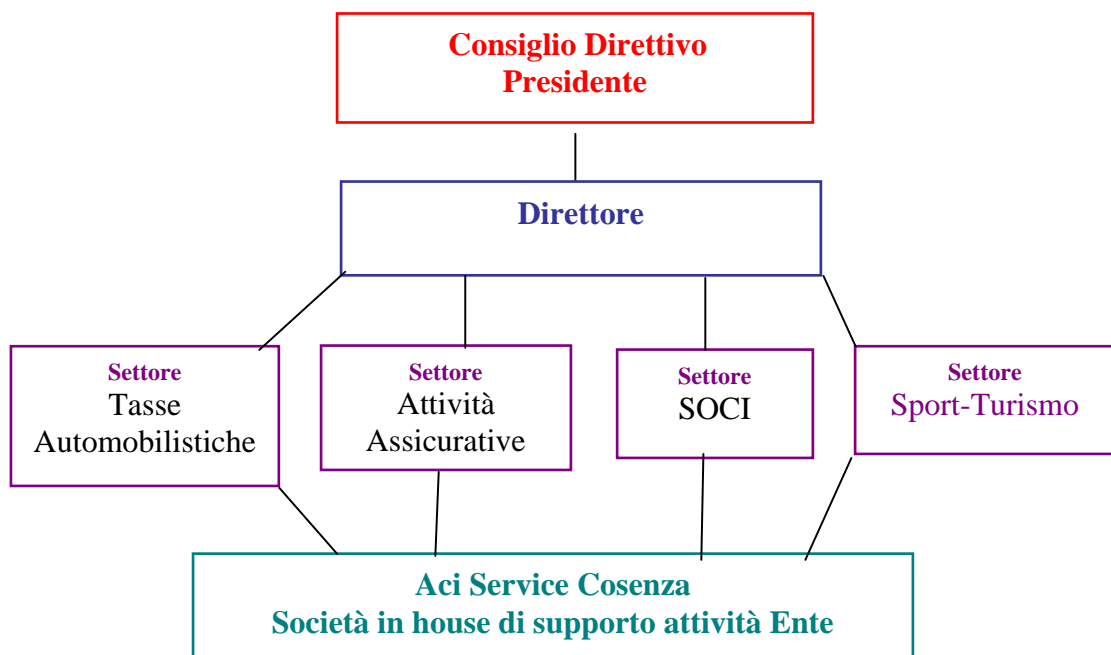 Consiglio Direttivo
Presidente
Direttore
Settore
Tasse
Automobilistiche
Settore
Attività
Assicurative
Settore
SOCI
Settore
Sport-Turismo
Aci Service Cosenza
Società in house di supporto attività Ente